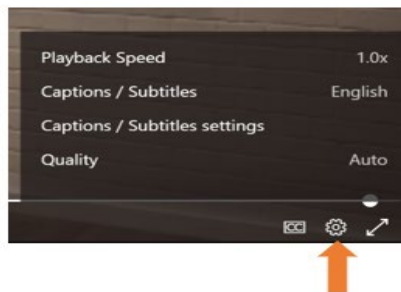 Playback Speed 1.0x
Captions / Subtitles English
Captions / Subtitles settings
Quality Auto
CC